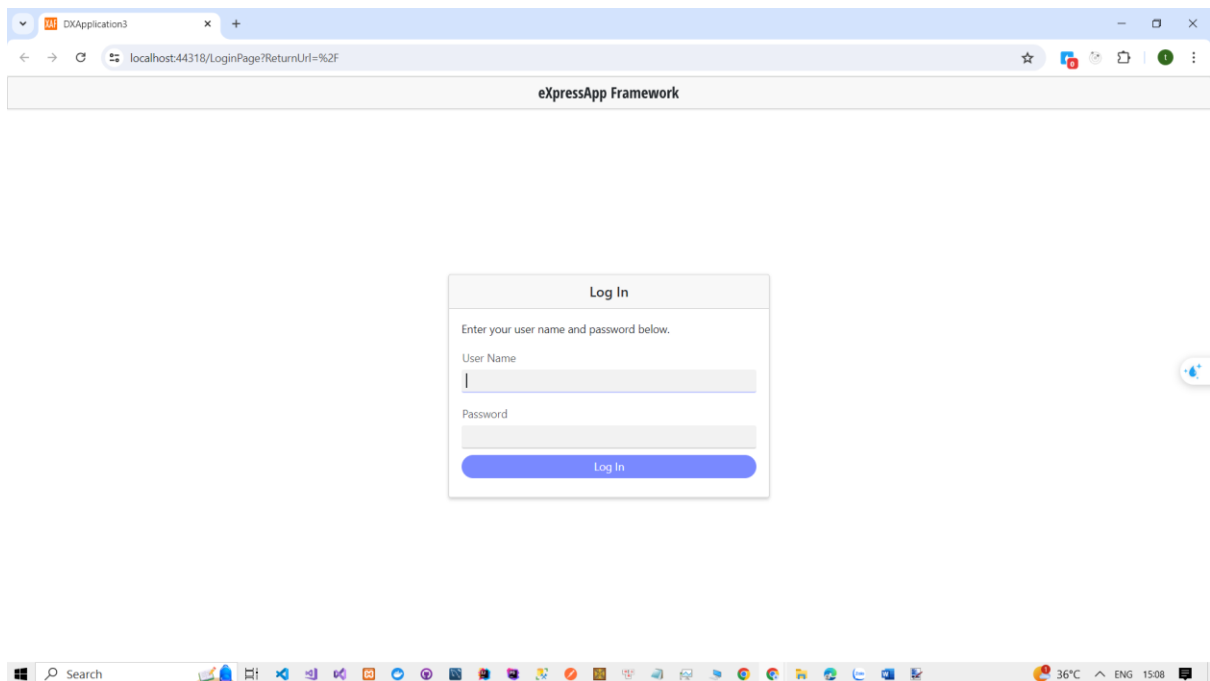 DXApplication3
localhost:44318/LoginPage?ReturnUrl=%2F
eXpressApp Framework
Log In
Enter your user name and password below.
User Name
Password
Log In
Search
36°C ENG 15:08